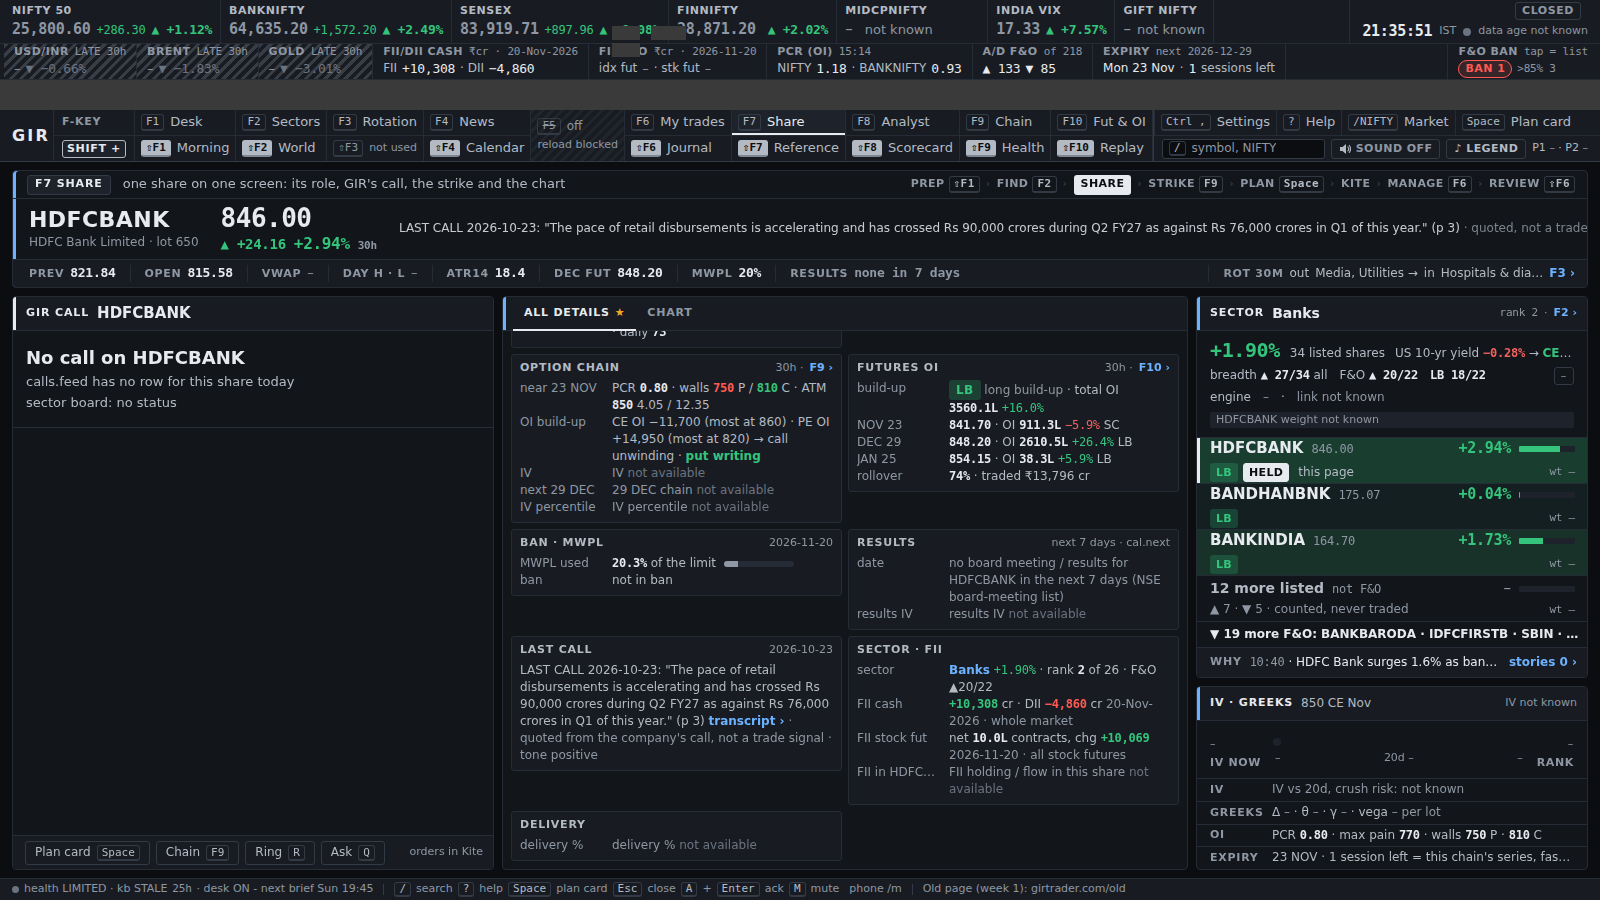 NIFTY 50 BANKNIFTY SENSEX FINNIFTY MIDCPNIFTY INDIA VIX GIFT NIFTY CLOSED
25,800.60 +286.30 ▲ +1.12% 64,635.20 +1,572.20 ▲ +2.49% 83,919.71 +897.96 ▲ 8,871.20 ▲ +2.02% – not known 17.33 ▲ +7.57% – not known 21:35:51 IST ● data age not known
USD/INR LATE 30h BRENT LATE 30h GOLD LATE 30h FII/DII CASH ₹cr · 20-Nov-2026 ₹cr · 2026-11-20 PCR (OI) 15:14 A/D F&O of 218 EXPIRY next 2026-12-29 F&O BAN tap = list
– ▼ –0.66% – ▼ –1.83% – ▼ –3.01% FII +10,308 · DII −4,860 idx fut – · stk fut – NIFTY 1.18 · BANKNIFTY 0.93 ▲ 133 ▼ 85 Mon 23 Nov · 1 sessions left BAN 1 >85% 3
GIR F-KEY F1 Desk F2 Sectors F3 Rotation F4 News F5 off F6 My trades F7 Share F8 Analyst F9 Chain F10 Fut & OI Ctrl , Settings ? Help /NIFTY Market Space Plan card
SHIFT + ⇧F1 Morning ⇧F2 World ⇧F3 not used ⇧F4 Calendar reload blocked ⇧F6 Journal ⇧F7 Reference ⇧F8 Scorecard ⇧F9 Health ⇧F10 Replay / symbol, NIFTY SOUND OFF ♪ LEGEND P1 – · P2 –
F7 SHARE one share on one screen: its role, GIR's call, the strike and the chart PREP ⇧F1 › FIND F2 › SHARE › STRIKE F9 › PLAN Space › KITE › MANAGE F6 › REVIEW ⇧F6
HDFCBANK 846.00
HDFC Bank Limited · lot 650 ▲ +24.16 +2.94% 30h
LAST CALL 2026-10-23: "The pace of retail disbursements is accelerating and has crossed Rs 90,000 crores during Q2 FY27 as against Rs 76,000 crores in Q1 of this year." (p 3) · quoted, not a trade
PREV 821.84 OPEN 815.58 VWAP – DAY H · L – ATR14 18.4 DEC FUT 848.20 MWPL 20% RESULTS none in 7 days ROT 30M out Media, Utilities → in Hospitals & dia… F3 ›
GIR CALL HDFCBANK
No call on HDFCBANK
calls.feed has no row for this share today
sector board: no status
Plan card Space Chain F9 Ring R Ask Q orders in Kite
ALL DETAILS ★ CHART
· daily 73
OPTION CHAIN 30h · F9 ›
near 23 NOV PCR 0.80 · walls 750 P / 810 C · ATM
850 4.05 / 12.35
OI build-up CE OI −11,700 (most at 860) · PE OI
+14,950 (most at 820) → call
unwinding · put writing
IV IV not available
next 29 DEC 29 DEC chain not available
IV percentile IV percentile not available
FUTURES OI 30h · F10 ›
build-up LB long build-up · total OI
3560.1L +16.0%
NOV 23 841.70 · OI 911.3L −5.9% SC
DEC 29 848.20 · OI 2610.5L +26.4% LB
JAN 25 854.15 · OI 38.3L +5.9% LB
rollover 74% · traded ₹13,796 cr
BAN · MWPL 2026-11-20
MWPL used 20.3% of the limit
ban not in ban
RESULTS next 7 days · cal.next
date no board meeting / results for
HDFCBANK in the next 7 days (NSE
board-meeting list)
results IV results IV not available
LAST CALL 2026-10-23
LAST CALL 2026-10-23: "The pace of retail
disbursements is accelerating and has crossed Rs
90,000 crores during Q2 FY27 as against Rs 76,000
crores in Q1 of this year." (p 3) transcript › ·
quoted from the company's call, not a trade signal ·
tone positive
SECTOR · FII
sector Banks +1.90% · rank 2 of 26 · F&O
▲20/22
FII cash +10,308 cr · DII −4,860 cr 20-Nov-
2026 · whole market
FII stock fut net 10.0L contracts, chg +10,069
2026-11-20 · all stock futures
FII in HDFC… FII holding / flow in this share not
available
DELIVERY
delivery % delivery % not available
SECTOR Banks rank 2 · F2 ›
+1.90% 34 listed shares US 10-yr yield −0.28% → CE…
breadth ▲ 27/34 all F&O ▲ 20/22 LB 18/22 –
engine – · link not known
HDFCBANK weight not known
HDFCBANK 846.00 +2.94%
LB HELD this page wt –
BANDHANBNK 175.07 +0.04%
LB wt –
BANKINDIA 164.70 +1.73%
LB wt –
12 more listed not F&O –
▲ 7 · ▼ 5 · counted, never traded wt –
▼ 19 more F&O: BANKBARODA · IDFCFIRSTB · SBIN · …
WHY 10:40 · HDFC Bank surges 1.6% as ban… stories 0 ›
IV · GREEKS 850 CE Nov IV not known
– –
IV NOW – 20d – – RANK
IV IV vs 20d, crush risk: not known
GREEKS Δ – · θ – · γ – · vega – per lot
OI PCR 0.80 · max pain 770 · walls 750 P · 810 C
EXPIRY 23 NOV · 1 session left = this chain's series, fas…
● health LIMITED · kb STALE 25h · desk ON - next brief Sun 19:45 | / search ? help Space plan card Esc close A + Enter ack M mute phone /m | Old page (week 1): girtrader.com/old